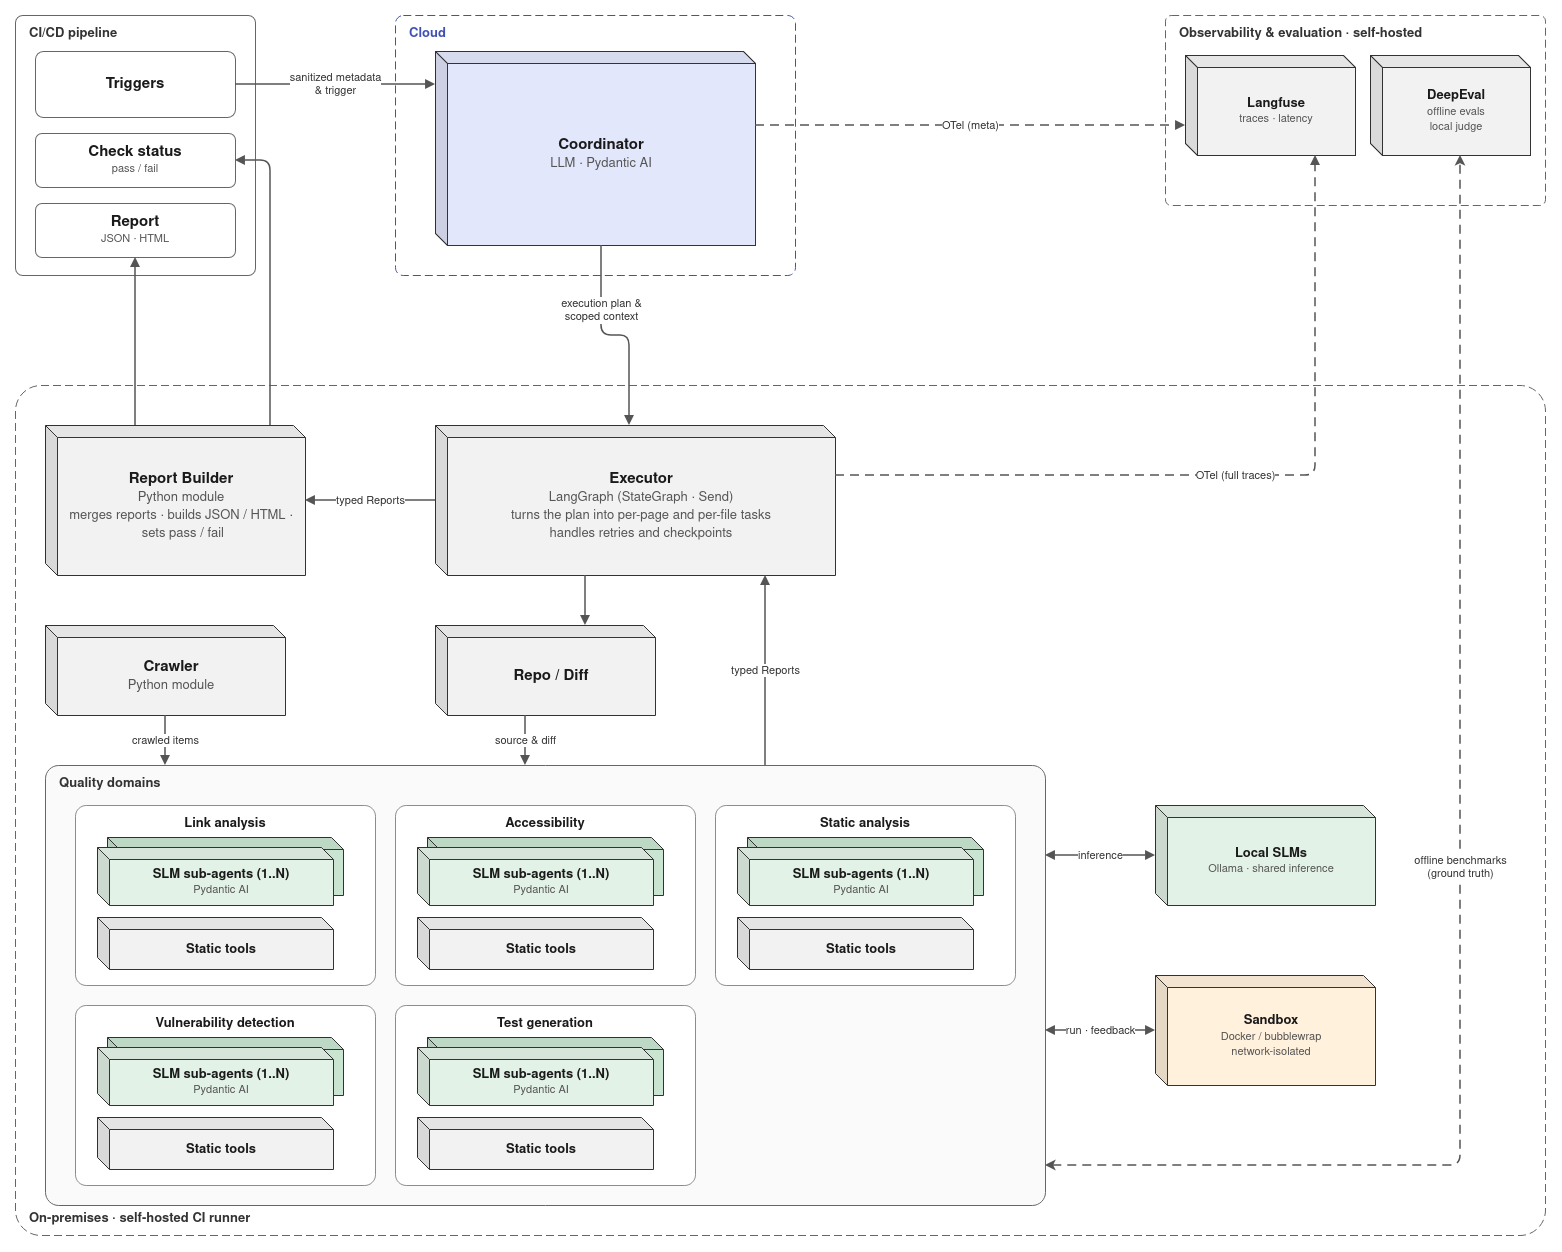 CI/CD pipeline
Triggers
Check status
pass / fail
Report
JSON · HTML
sanitized metadata
& trigger
Cloud
Coordinator
LLM · Pydantic AI
OTel (meta)
Observability & evaluation · self-hosted
Langfuse
traces · latency
DeepEval
offline evals
local judge
execution plan &
scoped context
Report Builder
Python module
merges reports · builds JSON / HTML ·
sets pass / fail
typed Reports
Executor
LangGraph (StateGraph · Send)
turns the plan into per-page and per-file tasks
handles retries and checkpoints
OTel (full traces)
Crawler
Python module
Repo / Diff
typed Reports
crawled items
source & diff
Quality domains
Link analysis
SLM sub-agents (1..N)
Pydantic AI
Static tools
Accessibility
SLM sub-agents (1..N)
Pydantic AI
Static tools
Static analysis
SLM sub-agents (1..N)
Pydantic AI
Static tools
Vulnerability detection
SLM sub-agents (1..N)
Pydantic AI
Static tools
Test generation
SLM sub-agents (1..N)
Pydantic AI
Static tools
inference
Local SLMs
Ollama · shared inference
offline benchmarks
(ground truth)
run · feedback
Sandbox
Docker / bubblewrap
network-isolated
On-premises · self-hosted CI runner